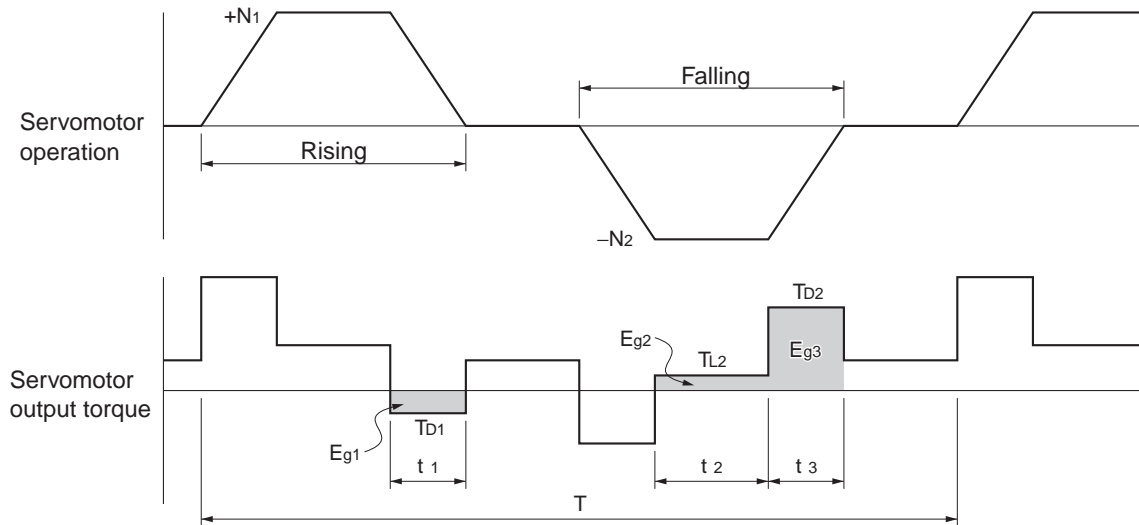 +N1
Falling
Servomotor
operation
Rising
–N2
TD2
Eg2
TL2
Eg3
Servomotor
output torque
Eg1
TD1
t 1
t 2
t 3
T